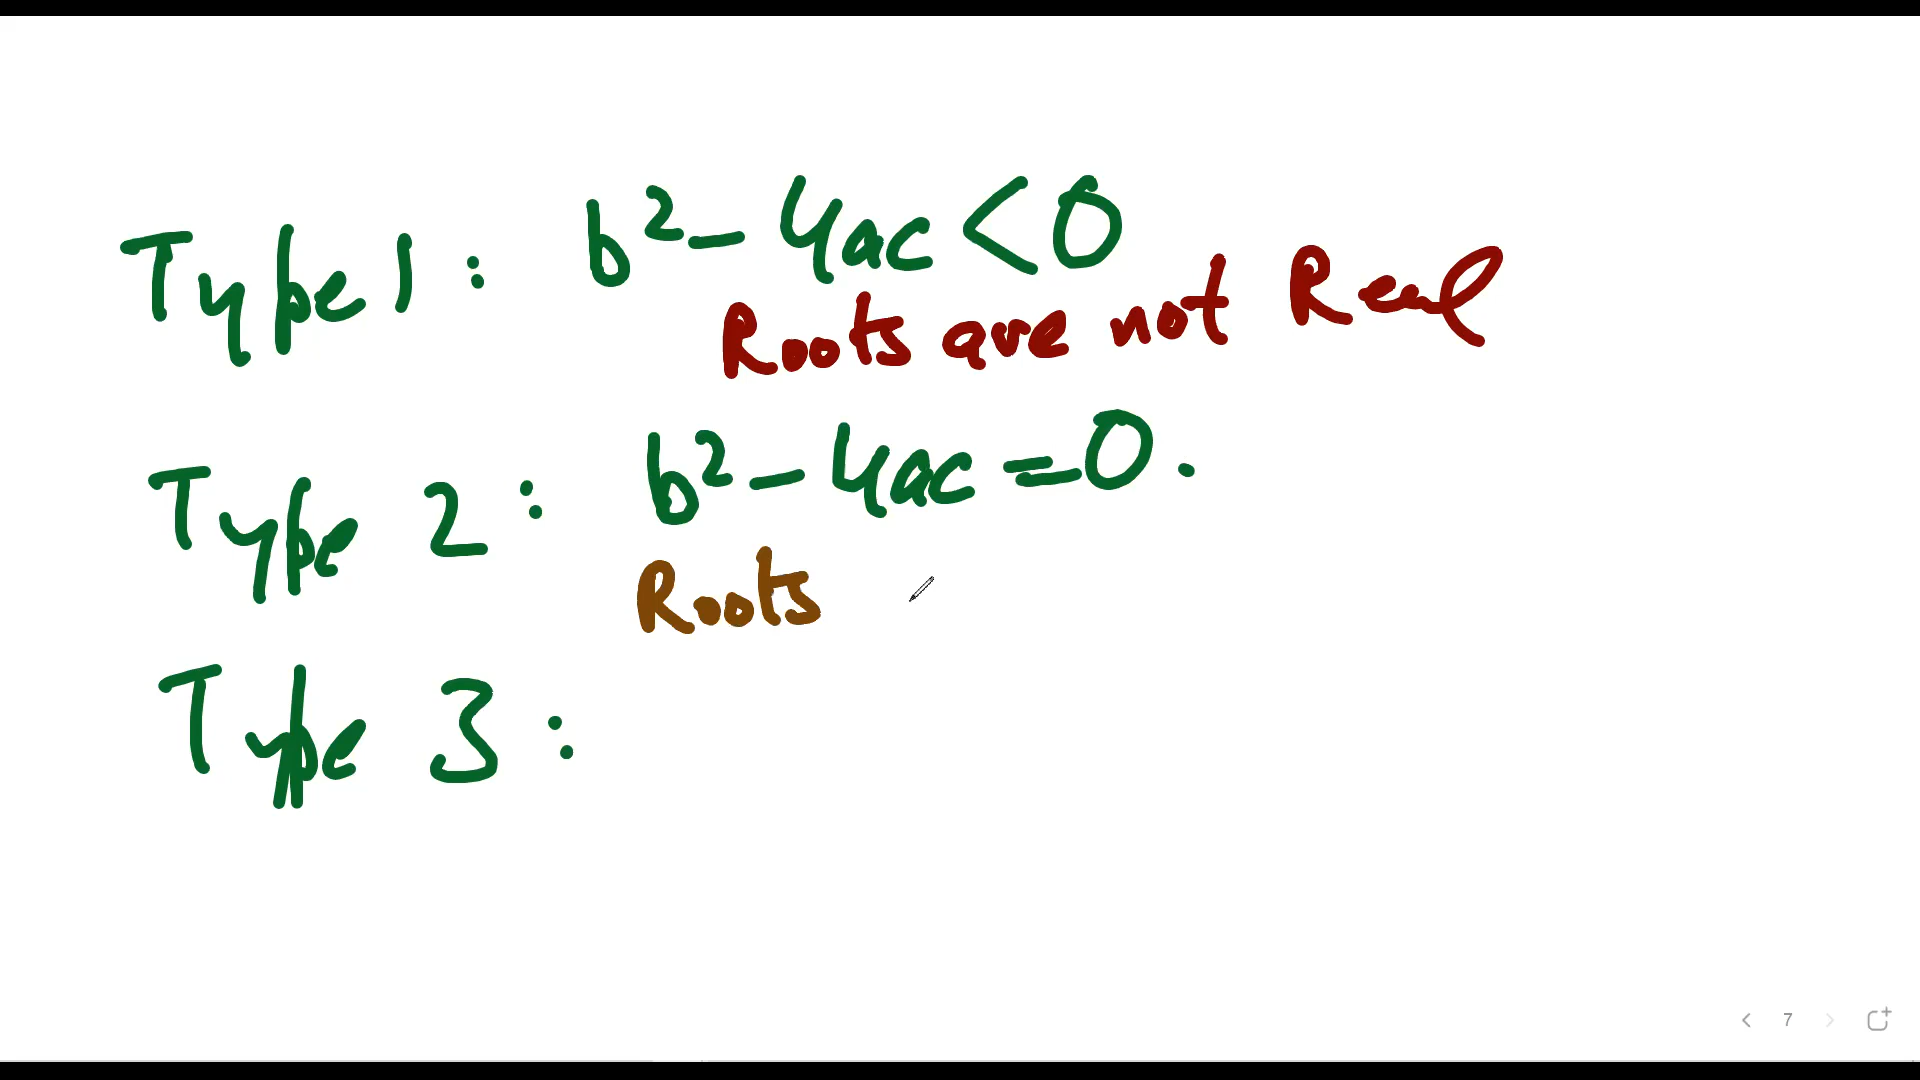 Type 1 : b² - 4ac < 0
Roots are not Real
Type 2 : b² - 4ac = 0.
Roots
Type 3 :
7